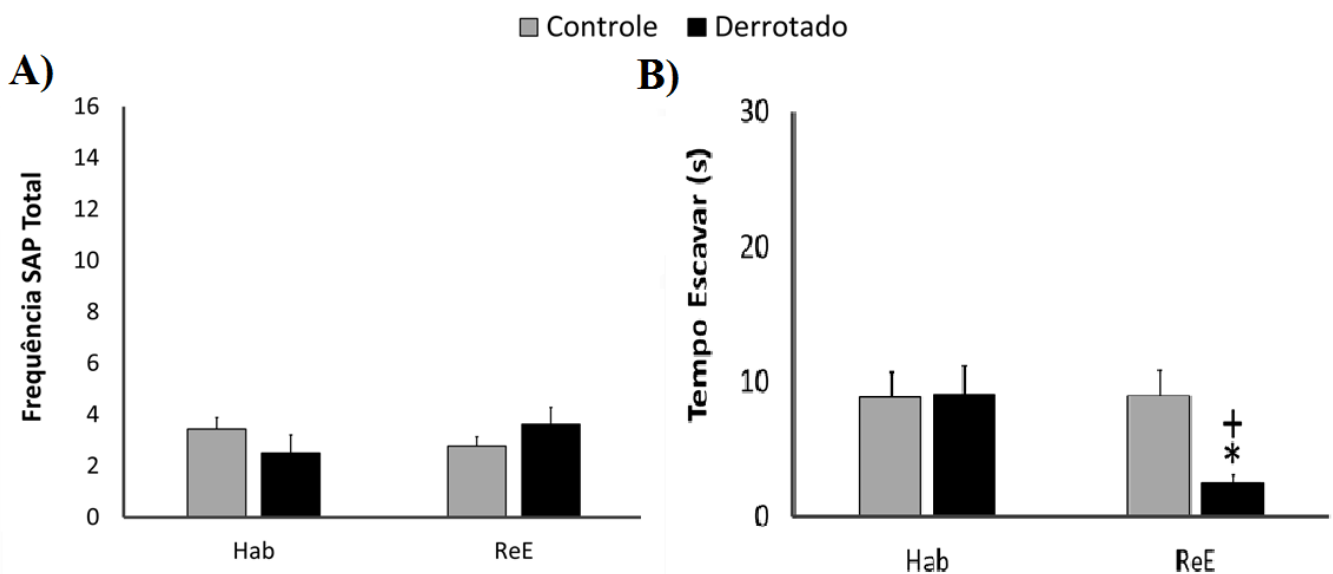 Controle Derrotado
A)
Frequência SAP Total
16
14
12
10
8
6
4
2
0
Hab ReE
B)
Tempo Escavar (s)
30
20
10
0
+
*
Hab ReE